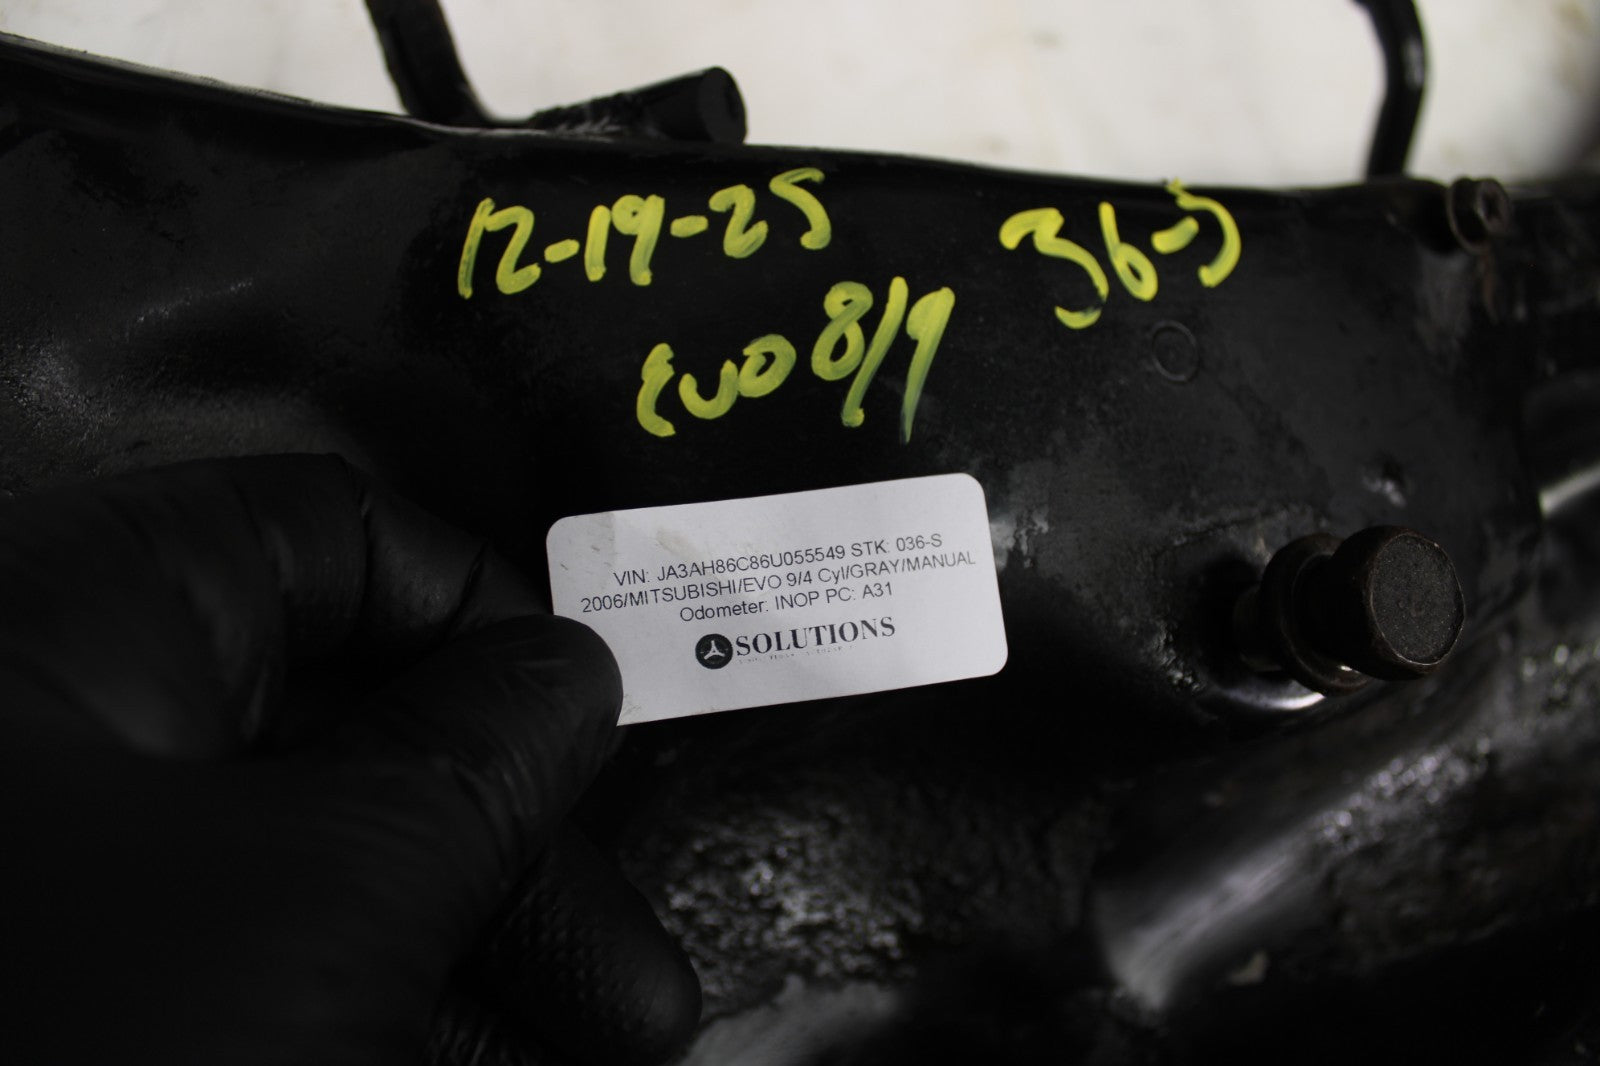 12-19-25 36-S
EVO 8/9
VIN: JA3AH86C86U055549 STK: 036-S
2006/MITSUBISHI/EVO 9/4 Cyl/GRAY/MANUAL
Odometer: INOP PC: A31
SOLUTIONS